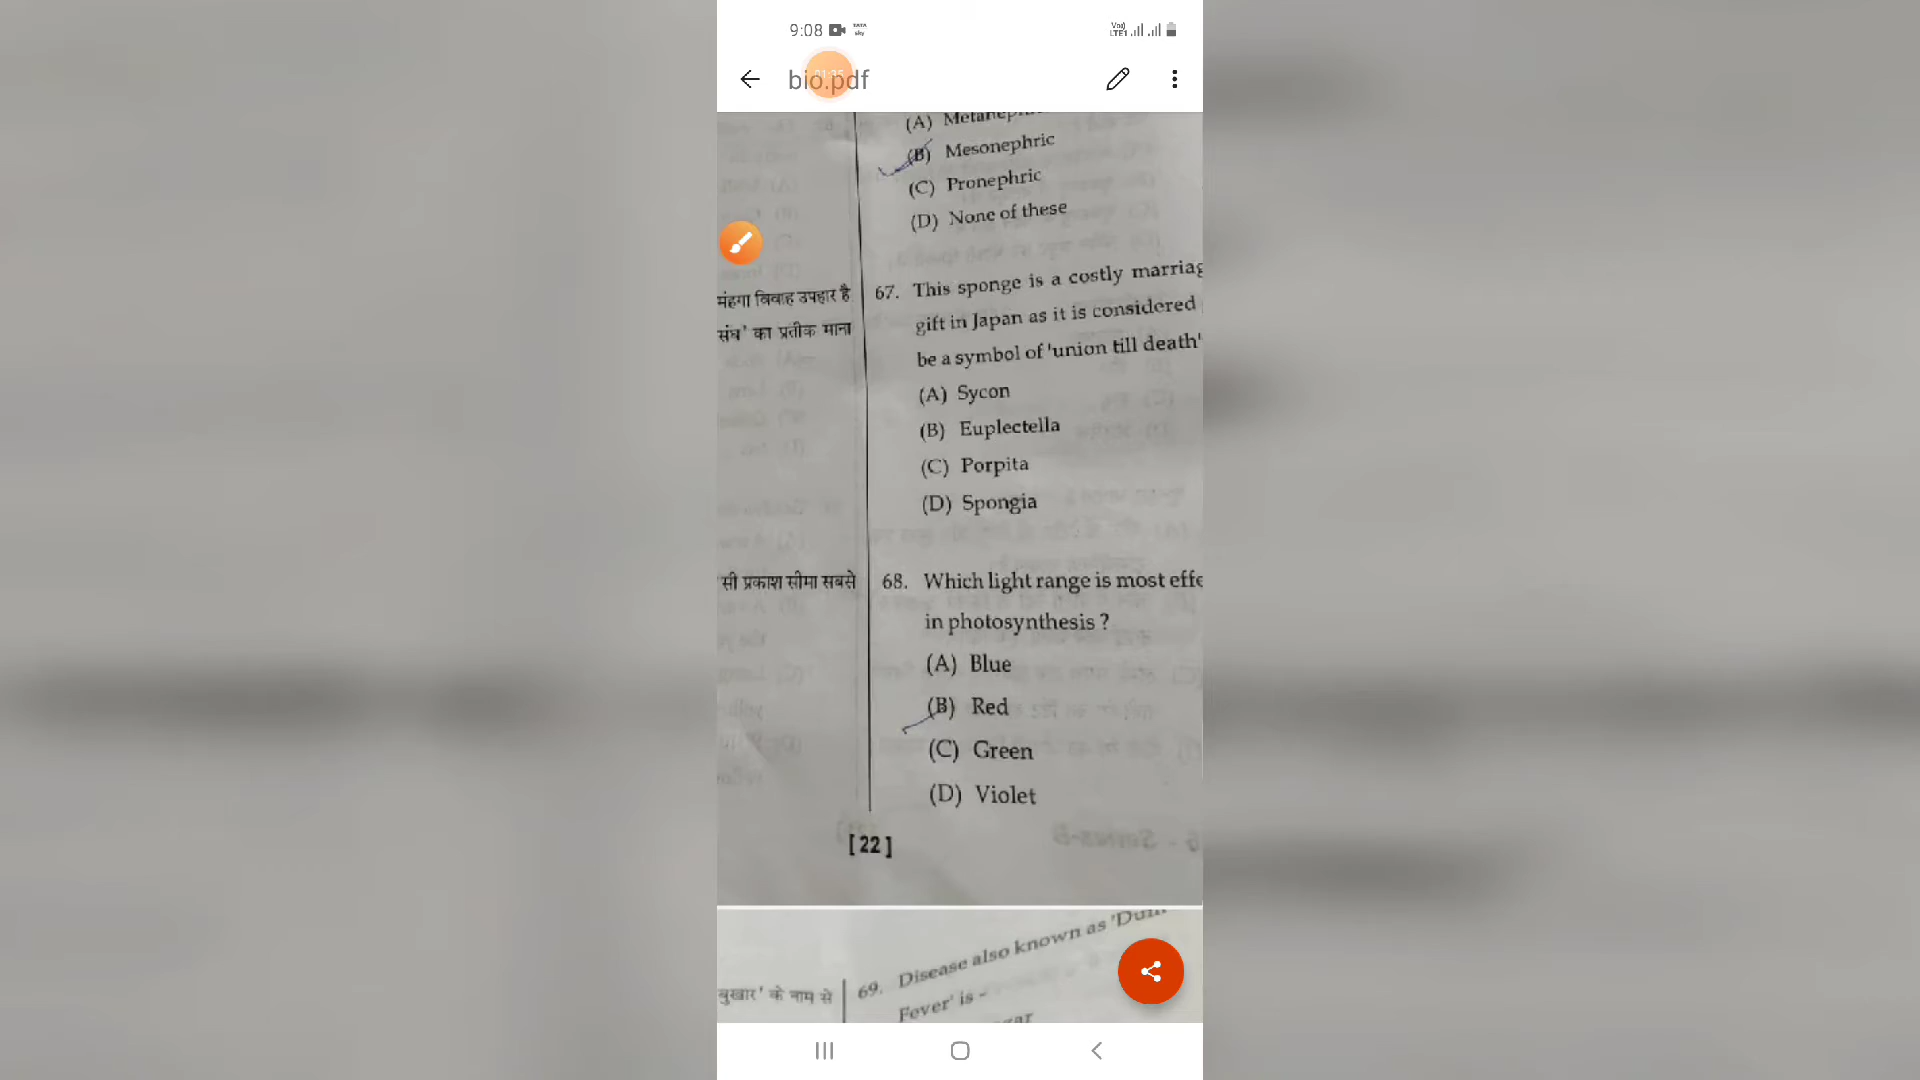 9:08
bio.pdf
(A)
(B) Mesonephric
(C) Pronephric
(D) None of these
मंहगा विवाह उपहार है
संघ' का प्रतीक माना
67. This sponge is a costly marriag
gift in Japan as it is considered
be a symbol of 'union till death'
(A) Sycon
(B) Euplectella
(C) Porpita
(D) Spongia
सी प्रकाश सीमा सबसे
68. Which light range is most effe
in photosynthesis ?
(A) Blue
(B) Red
(C) Green
(D) Violet
[ 22 ]
बुखार' के नाम से
69. Disease also known as
Fever' is -